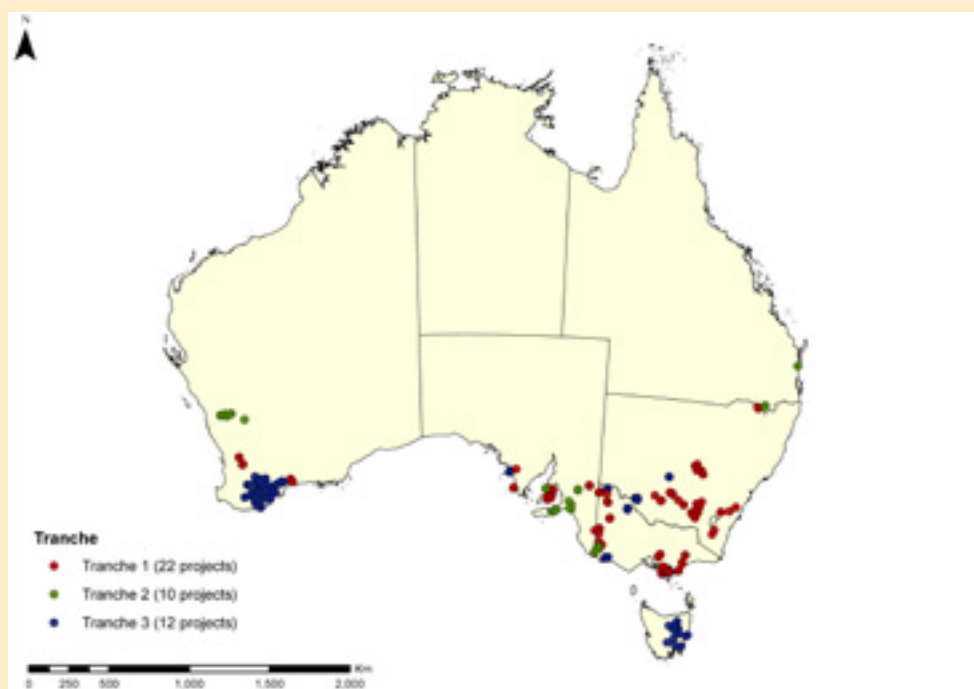 N
Tranche
Tranche 1 (22 projects)
Tranche 2 (10 projects)
Tranche 3 (12 projects)
Km
0 250 500 1,000 1,500 2,000